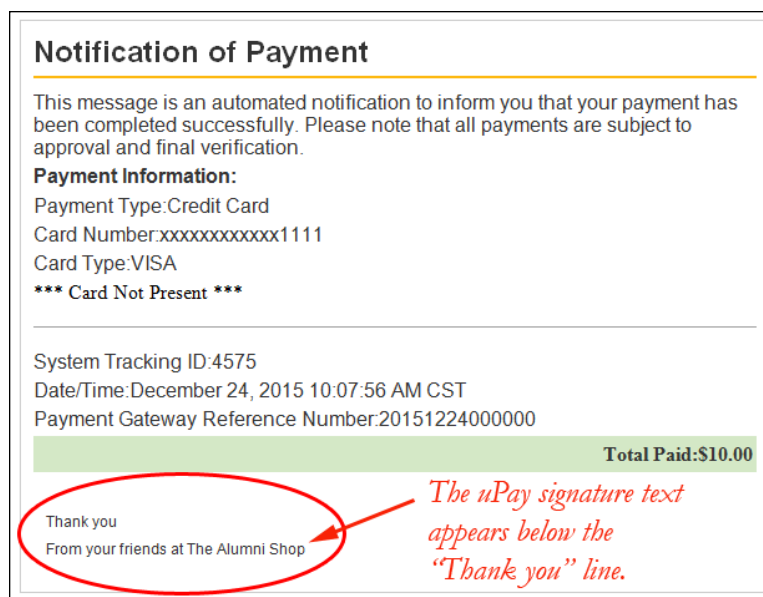 Notification of Payment
This message is an automated notification to inform you that your payment has
been completed successfully. Please note that all payments are subject to
approval and final verification.
Payment Information:
Payment Type:Credit Card
Card Number:xxxxxxxxxxxx1111
Card Type:VISA
*** Card Not Present ***
System Tracking ID:4575
Date/Time:December 24, 2015 10:07:56 AM CST
Payment Gateway Reference Number:20151224000000
Total Paid:$10.00
Thank you
From your friends at The Alumni Shop
The uPay signature text
appears below the
“Thank you” line.